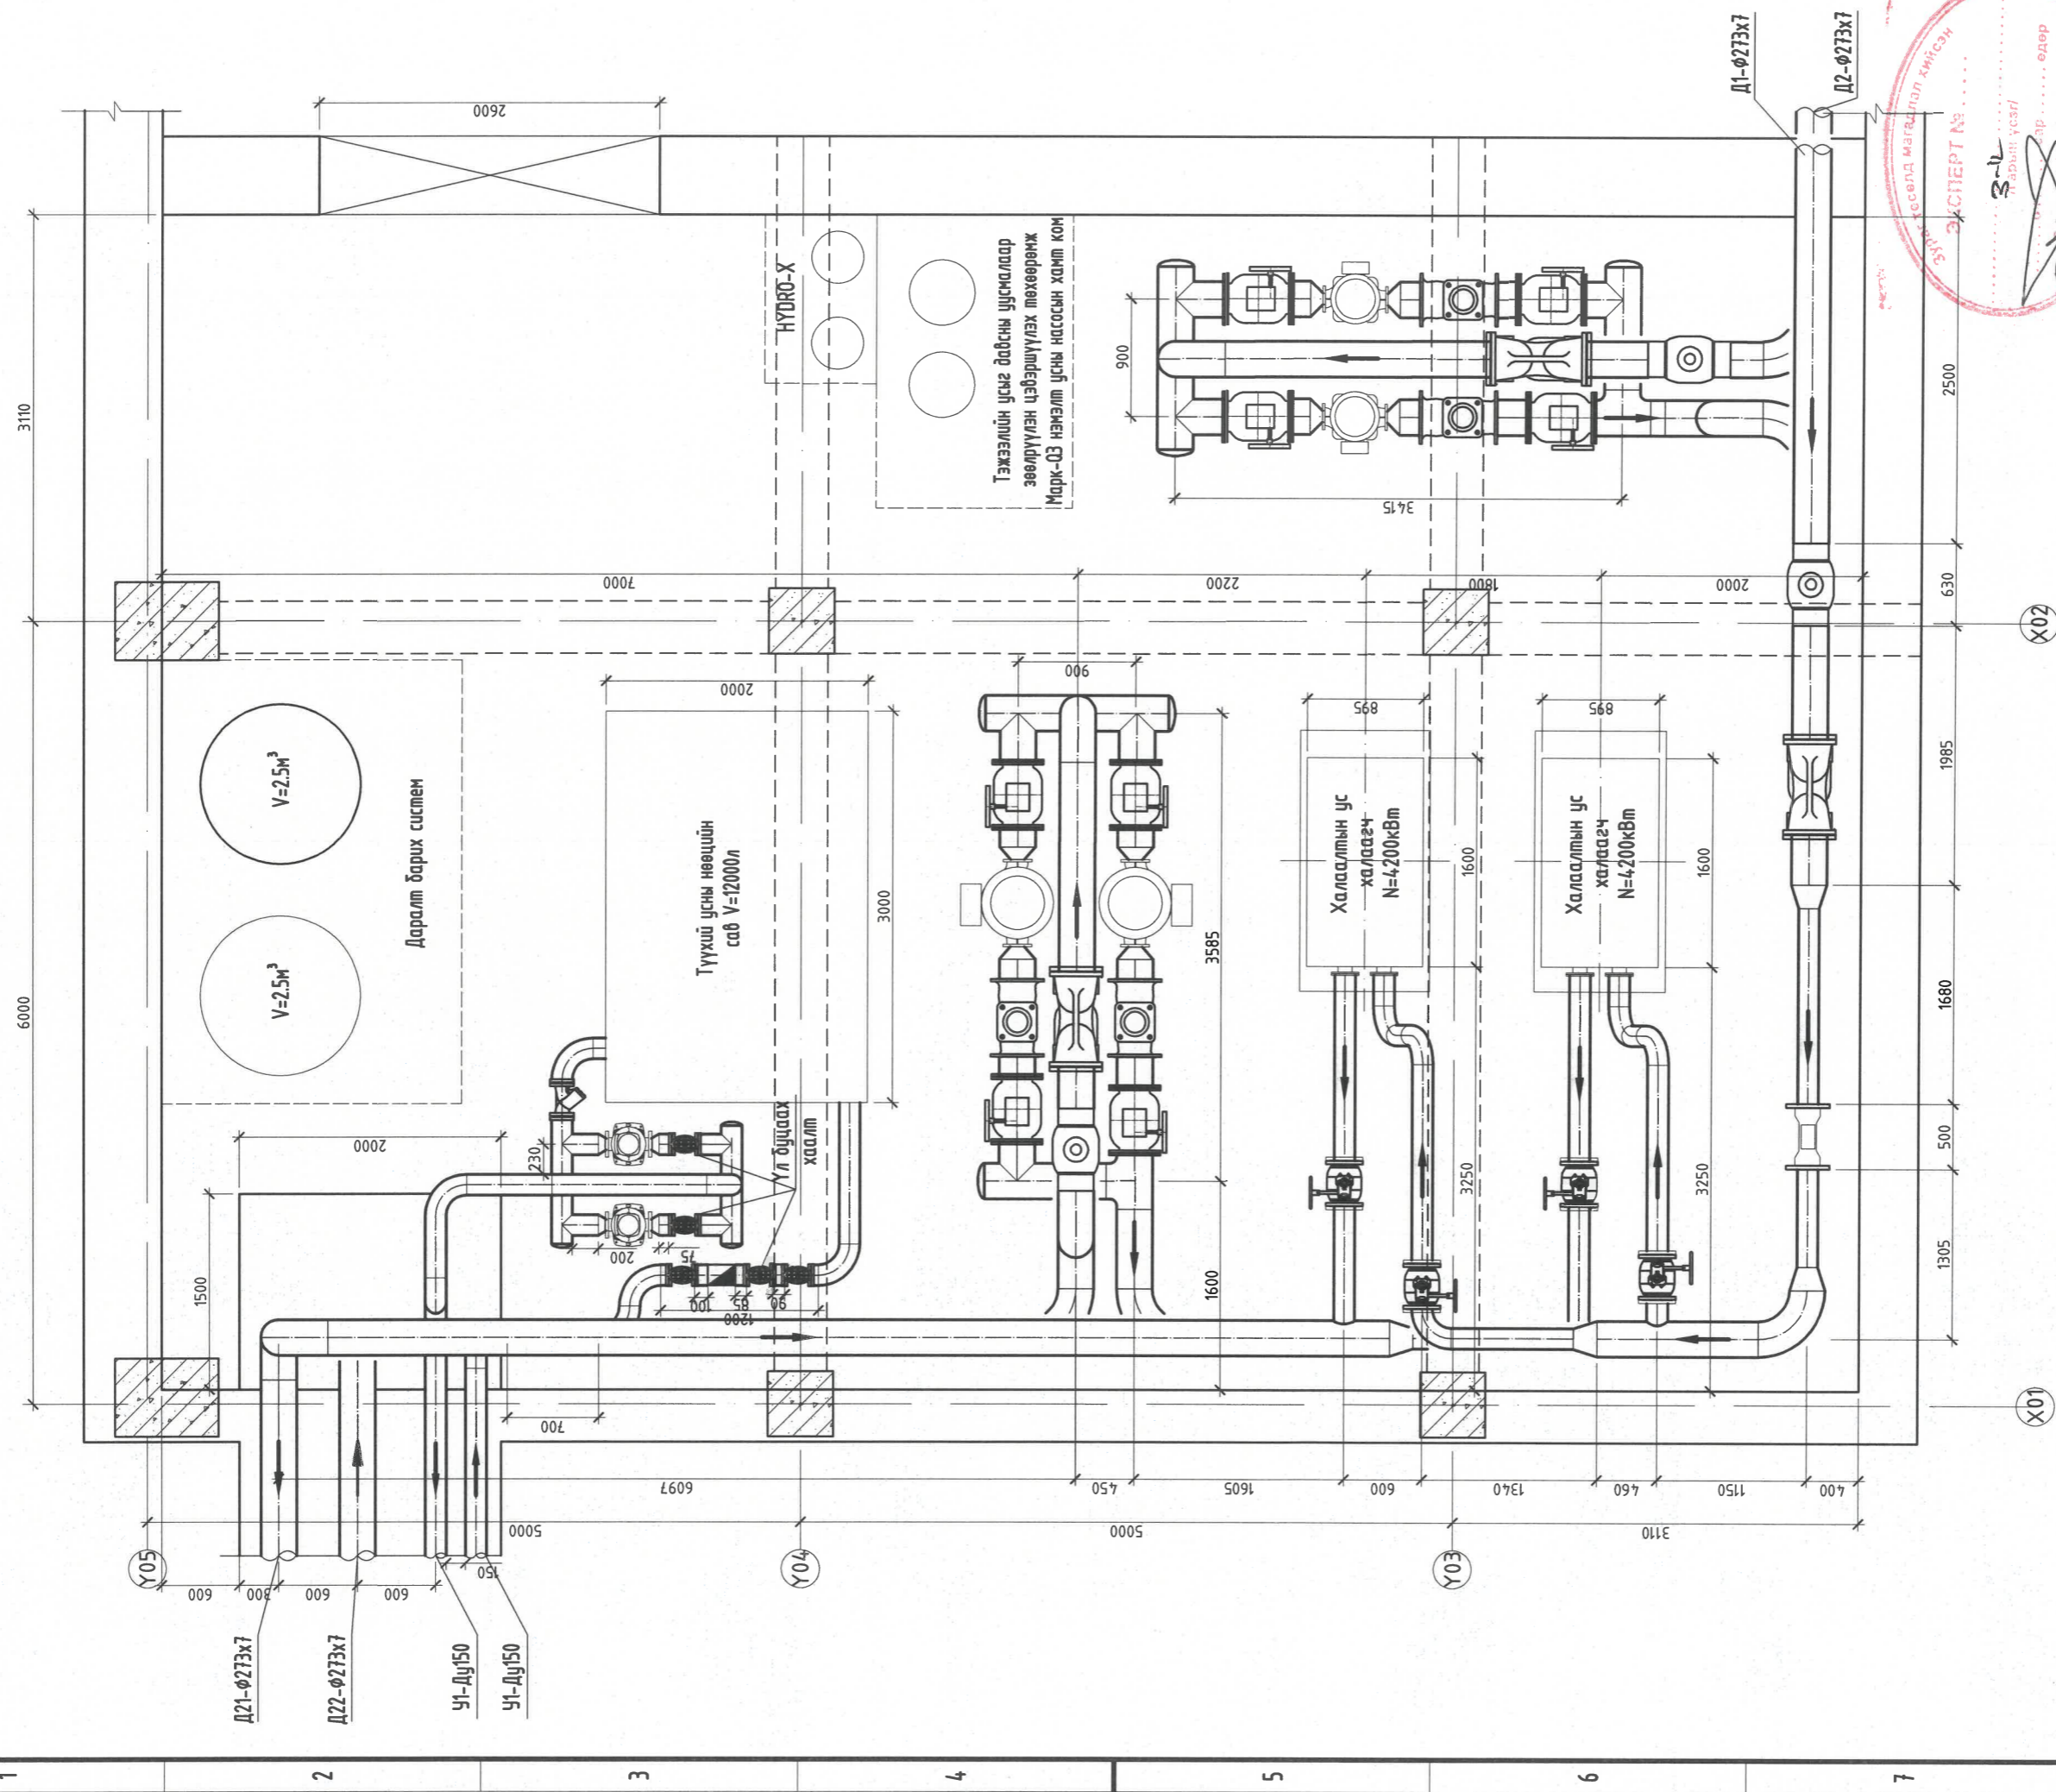 Д1-Ф273х7
Д2-Ф273х7
2600
3110
6000
HYDRO-X
Тэжээлийн усыг давсны уусмалаар
зөөлрүүлэн цэвэршүүлэх төхөөрөмж
Марк-Q3 нэмэлт усны насосын хамт ком
900
3415
2500
630
1985
1680
500
1305
7000
2200
1800
2000
X02
X01
V=2.5м³
V=2.5м³
Даралт барих систем
2000
Түүхий усны нөөцийн
сав V=12000л
3000
900
3585
1600
895
Халаалтын ус
халаагч
N=4200кВт
1600
3250
895
Халаалтын ус
халаагч
N=4200кВт
1600
3250
2000
1500
230
200
75
Үл буцаах
хаалт
100
85
90
1200
700
6097
450
1605
600
1340
460
1150
400
5000
5000
3110
Y05
Y04
Y03
600
300
600
600
150
Д21-Ф273х7
Д22-Ф273х7
У1-Ду150
У1-Ду150
ЭКСПЕРТ №
өдөр
1
2
3
4
5
6
7